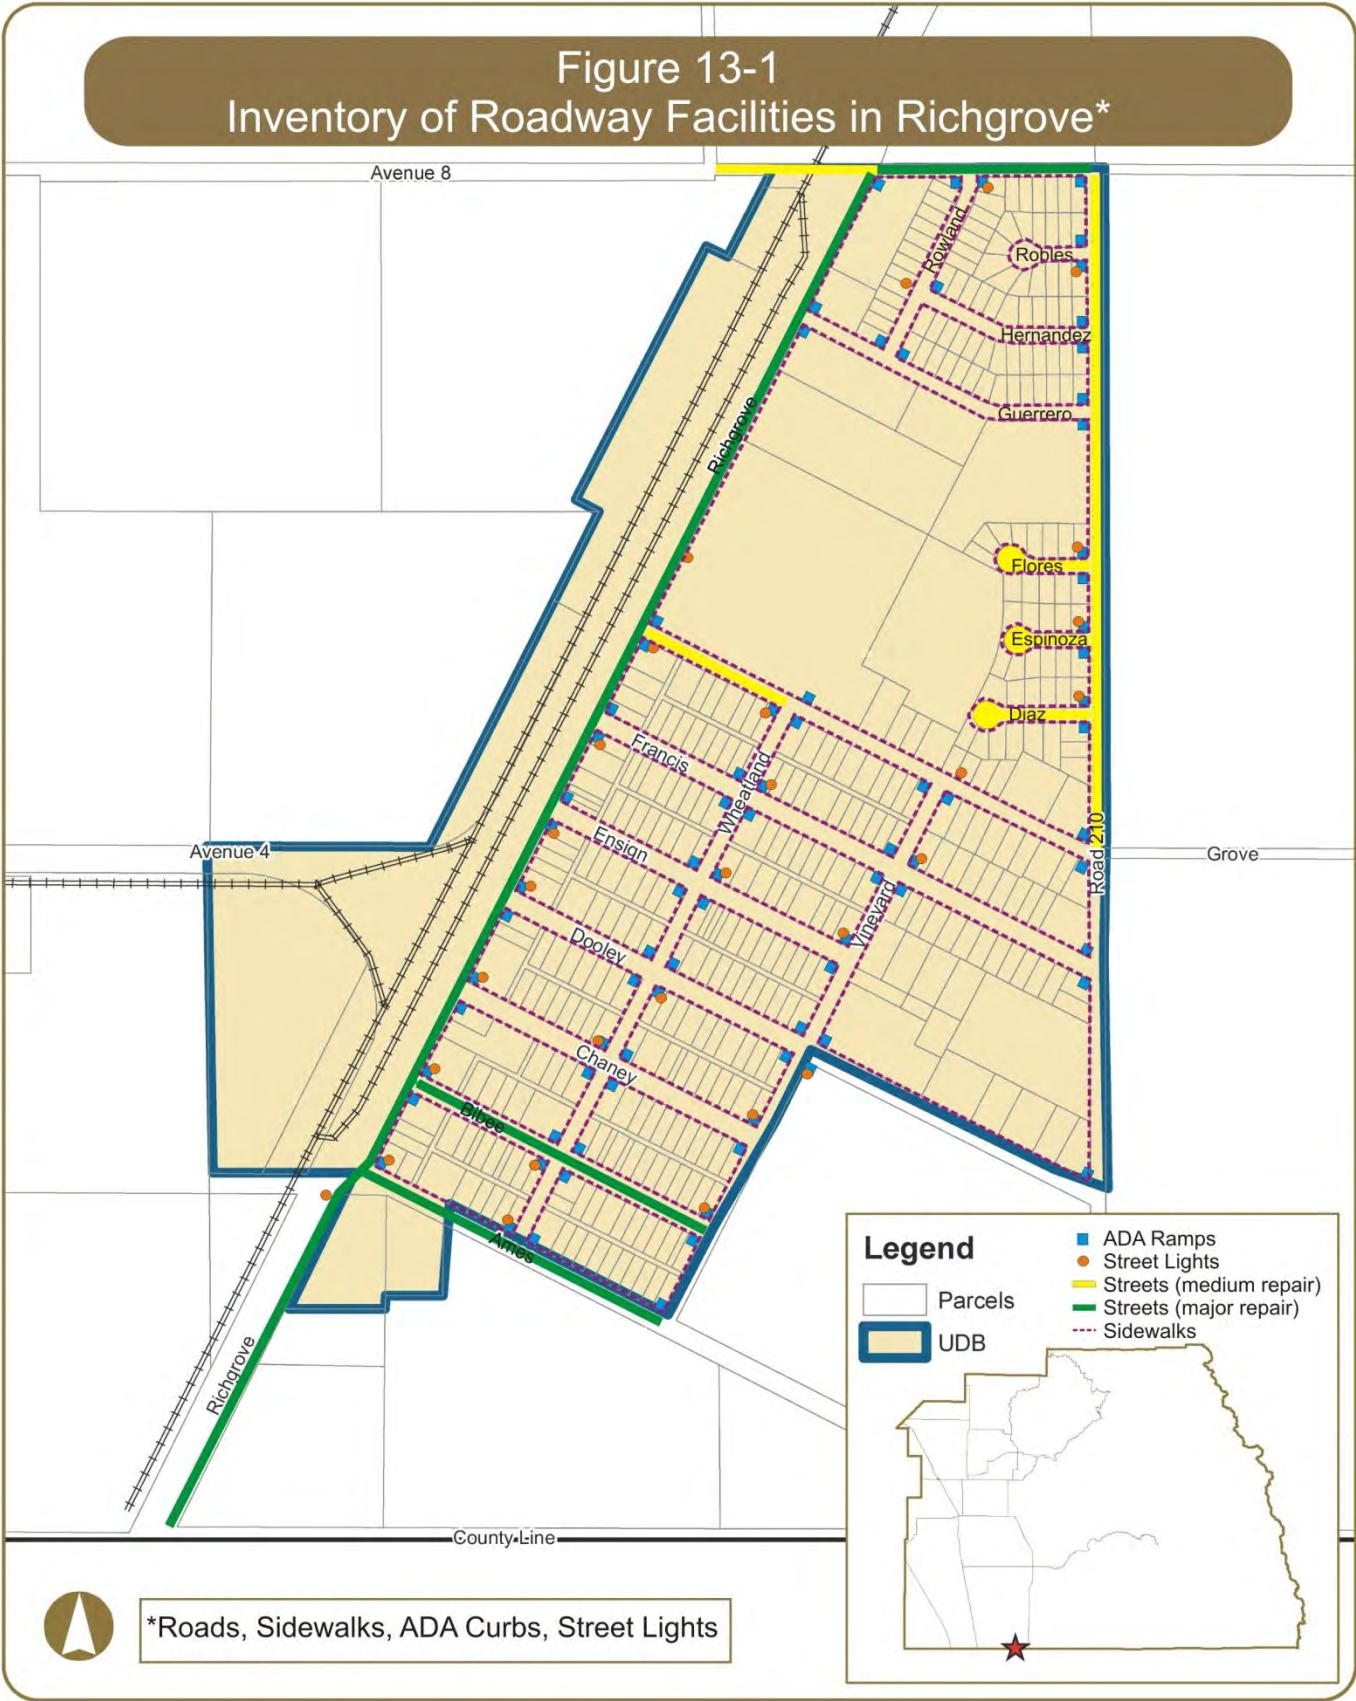 Figure 13-1
Inventory of Roadway Facilities in Richgrove*
Avenue 8
Rowland
Robles
Hernandez
Guerrero
Richgrove
Flores
Espinoza
Diaz
Francis
Wheatland
Ensign
Road 210
Avenue 4
Grove
Vineyard
Dooley
Chaney
Bibee
Ames
Richgrove
County Line
Legend
Parcels
UDB
ADA Ramps
Street Lights
Streets (medium repair)
Streets (major repair)
Sidewalks
*Roads, Sidewalks, ADA Curbs, Street Lights